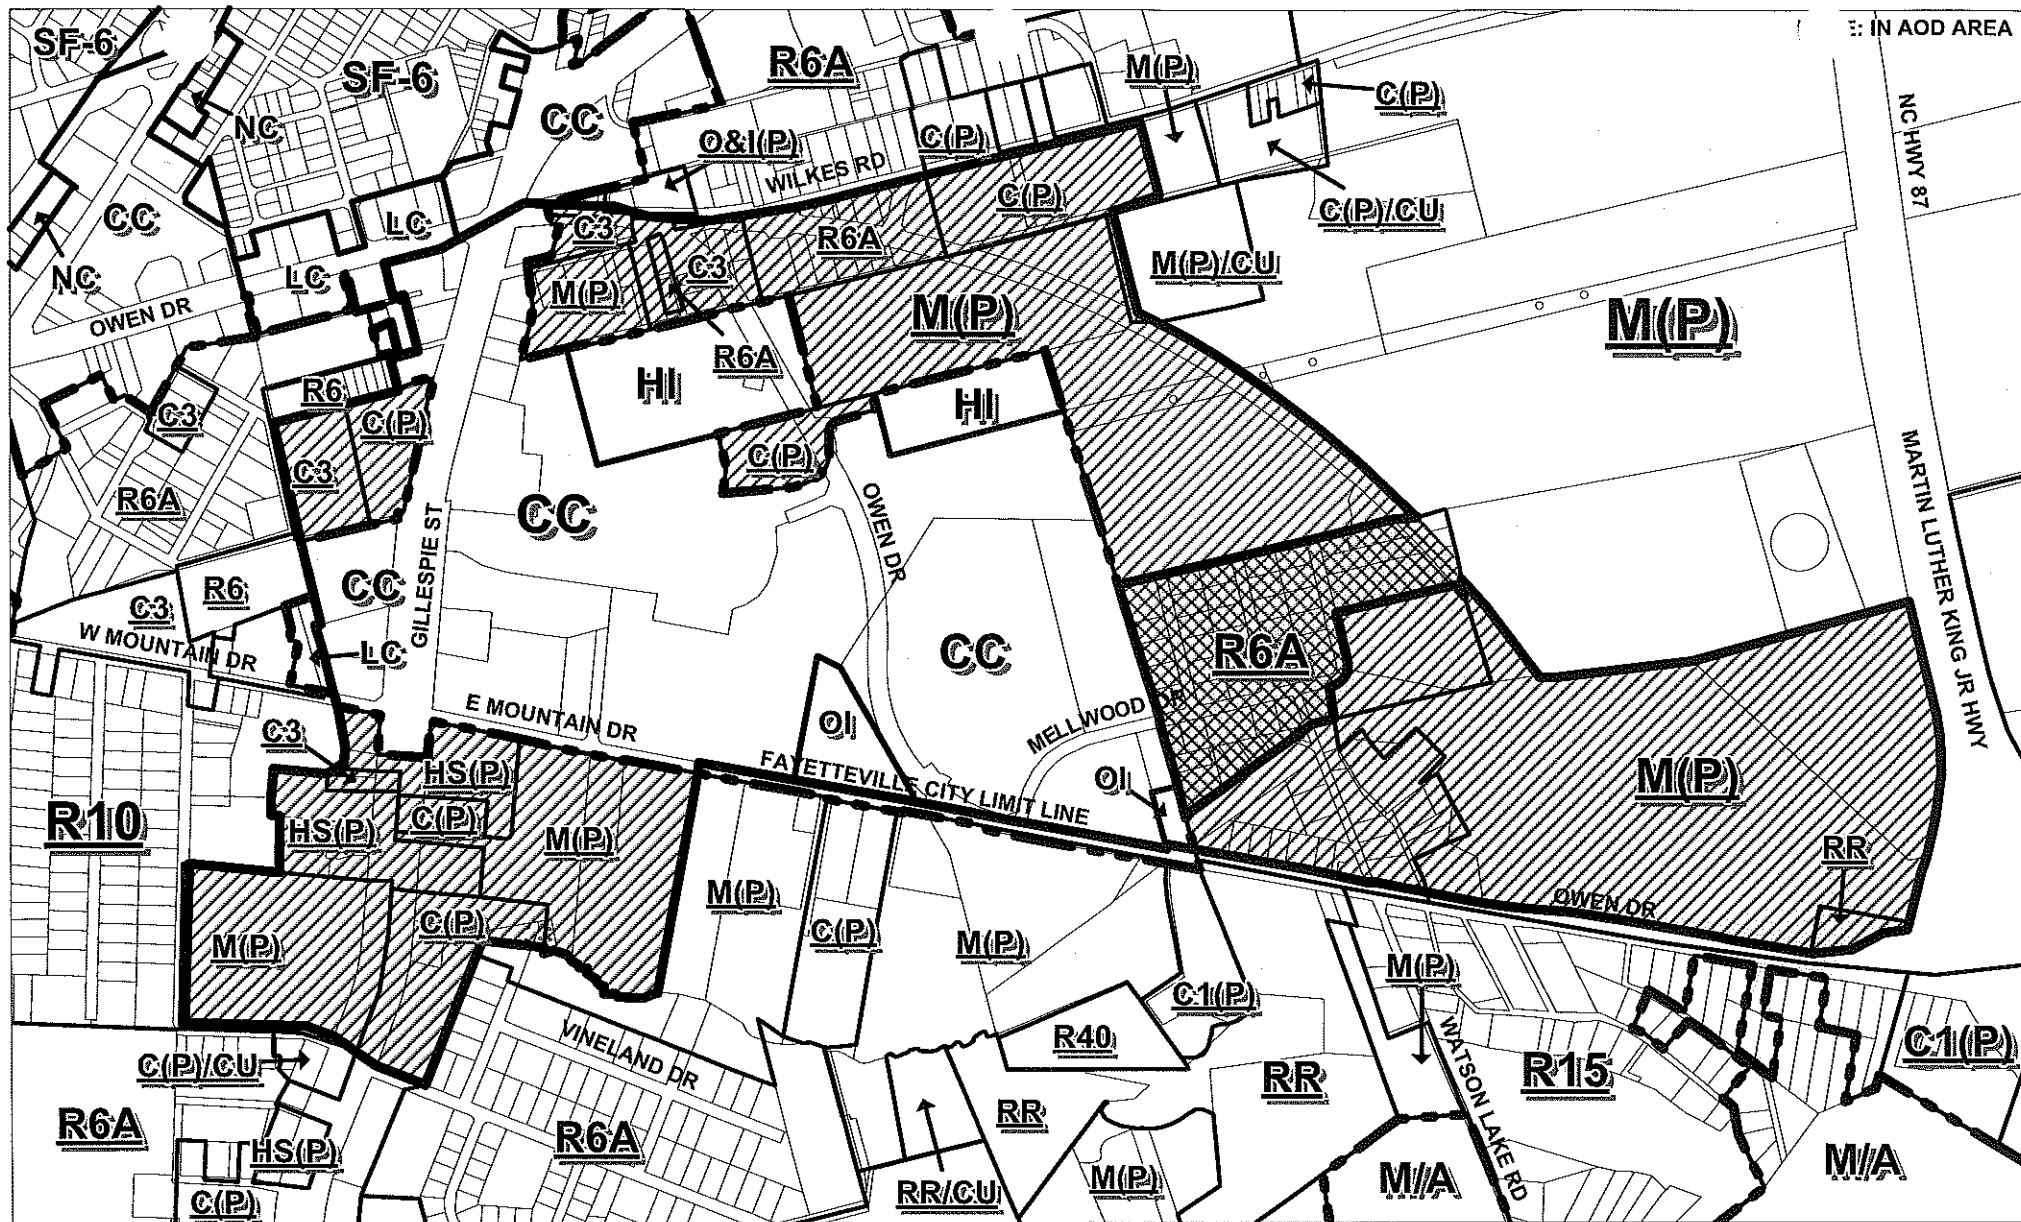 SF-6
SF-6
R6A
: IN AOD AREA
M(P)
C(P)
NC
CC
O&I(P)
C(P)
WILKES RD
NC HWY 87
CC
LC
C3
R6A
C(P)
C(P)/CU
NC
LC
M(P)
C3
M(P)/CU
OWEN DR
M(P)
M(P)
R6A
R6
HI
HI
C3
C(P)
C3
C(P)
R6A
CC
OWEN DR
GILLESPIE ST
MARTIN LUTHER KING JR HWY
CC
R6
C3
W MOUNTAIN DR
LC
CC
R6A
E MOUNTAIN DR
OI
MELLWOOD DR
C3
HS(P)
FAYETTEVILLE CITY LIMIT LINE
OI
M(P)
R10
HS(P)
C(P)
M(P)
RR
M(P)
C(P)
C(P)
OWEN DR
M(P)
M(P)
M(P)
C1(P)
VINELAND DR
R40
WATSON LAKE RD
C1(P)
C(P)/CU
RR
R15
R6A
HS(P)
R6A
RR
M(P)
M/A
M/A
C(P)
RR/CU